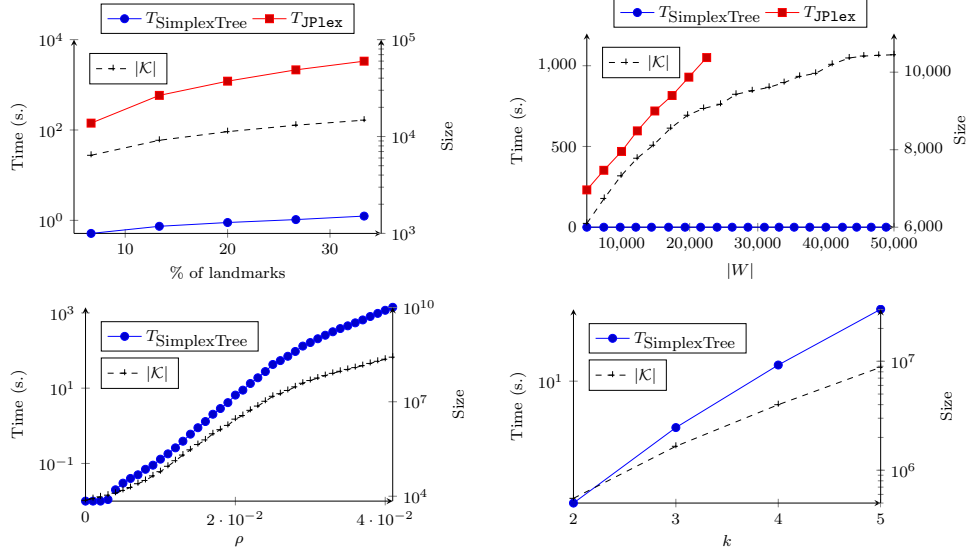 T_SimplexTree T_JPlex
10^4 10^5
|K|
10^2 10^4
10^0 10^3
Time (s.)
Size
10 20 30
% of landmarks
T_SimplexTree T_JPlex
1,000 10,000
|K|
500 8,000
0 6,000
Time (s.)
Size
10,000 20,000 30,000 40,000 50,000
|W|
10^3 10^10
T_SimplexTree
|K|
10^1 10^7
10^-1 10^4
Time (s.)
Size
0 2 · 10^-2 4 · 10^-2
ρ
T_SimplexTree
|K|
10^1 10^7
10^6
Time (s.)
Size
2 3 4 5
k